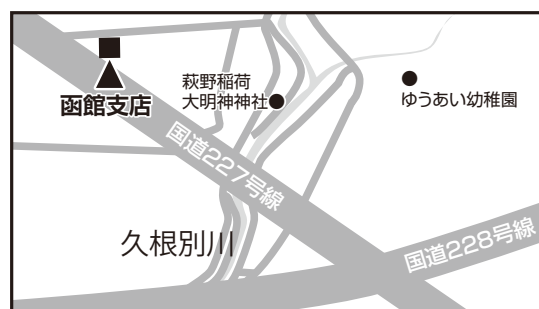 函館支店
萩野稲荷
大明神神社
ゆうあい幼稚園
国道227号線
久根別川
国道228号線